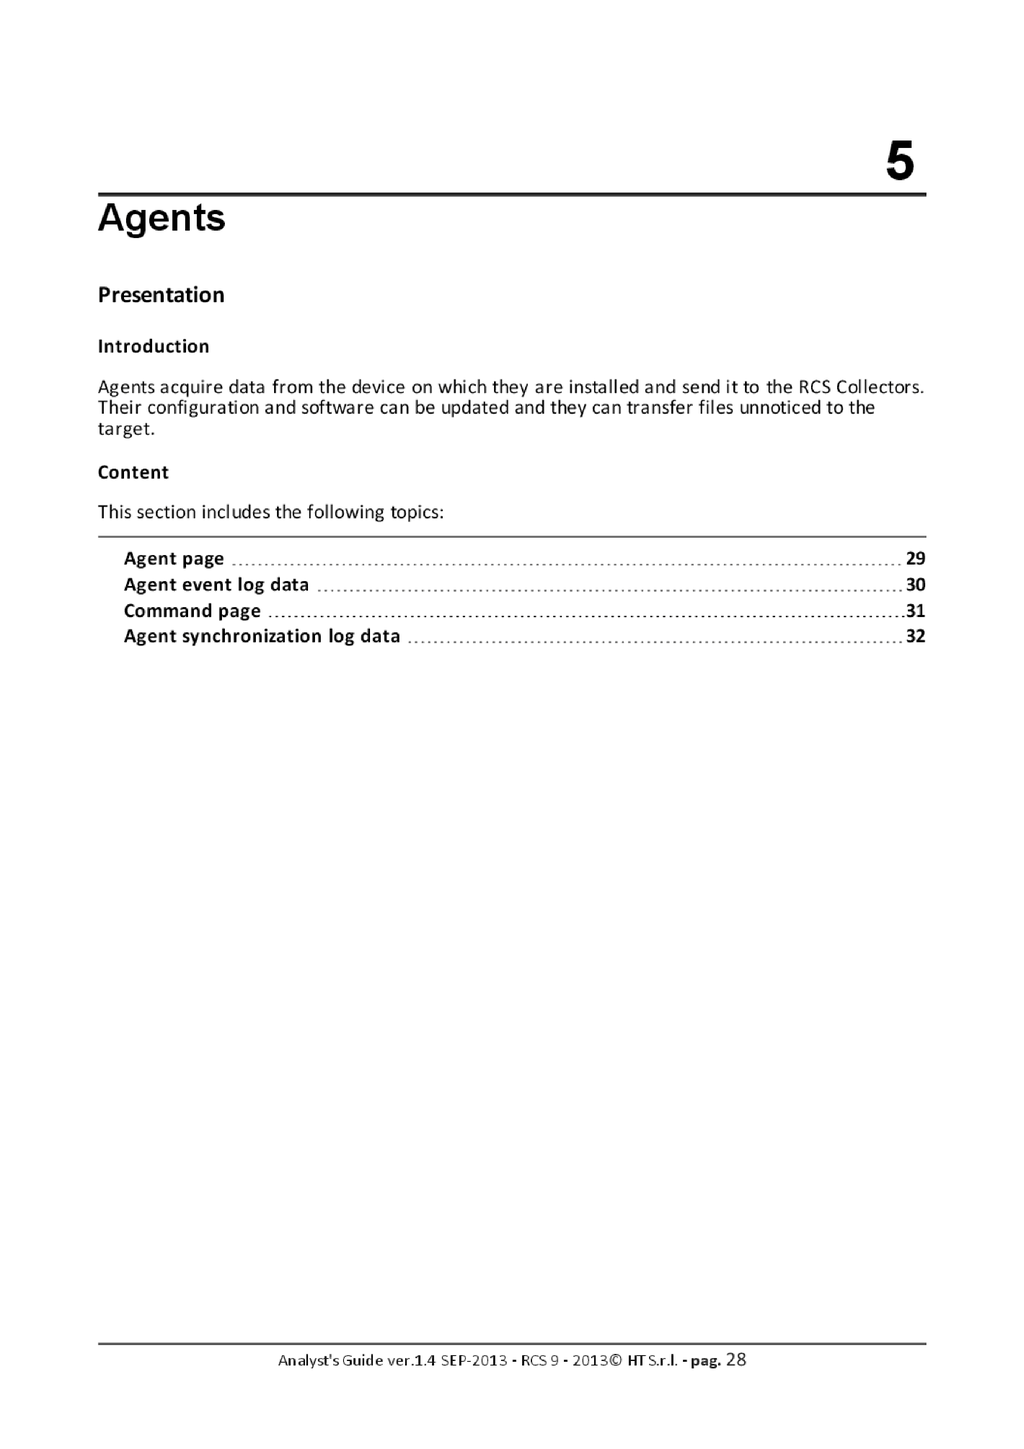 5
Agents
Presentation
Introduction
Agents acquire data from the device on which they are installed and send it to the RCS Collectors.
Their configuration and software can be updated and they can transfer files unnoticed to the
target.
Content
This section includes the following topics:
Agent page 29
Agent event log data 30
Command page 31
Agent synchronization log data 32
Analyst's Guide ver.1.4 SEP-2013 - RCS 9 - 2013© HT S.r.l. - pag. 28